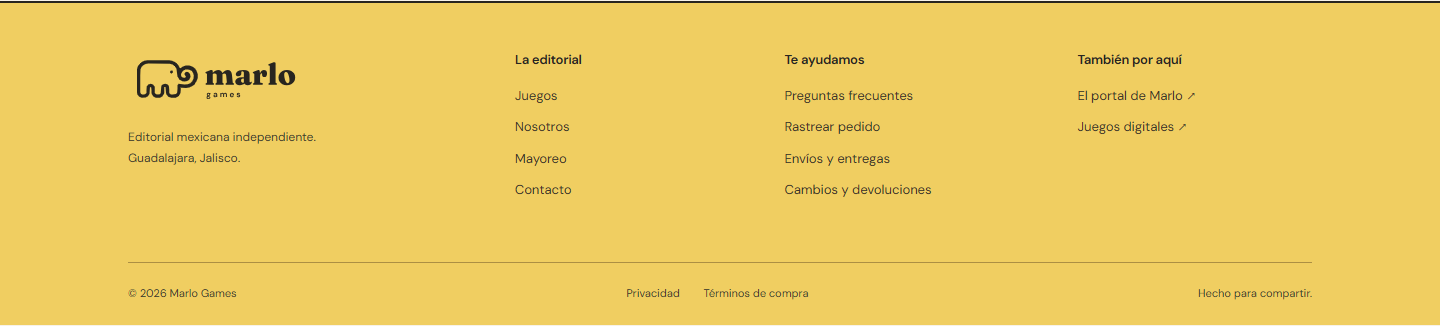 marlo
games
Editorial mexicana independiente.
Guadalajara, Jalisco.
La editorial
Juegos
Nosotros
Mayoreo
Contacto
Te ayudamos
Preguntas frecuentes
Rastrear pedido
Envíos y entregas
Cambios y devoluciones
También por aquí
El portal de Marlo ↗
Juegos digitales ↗
© 2026 Marlo Games
Privacidad
Términos de compra
Hecho para compartir.